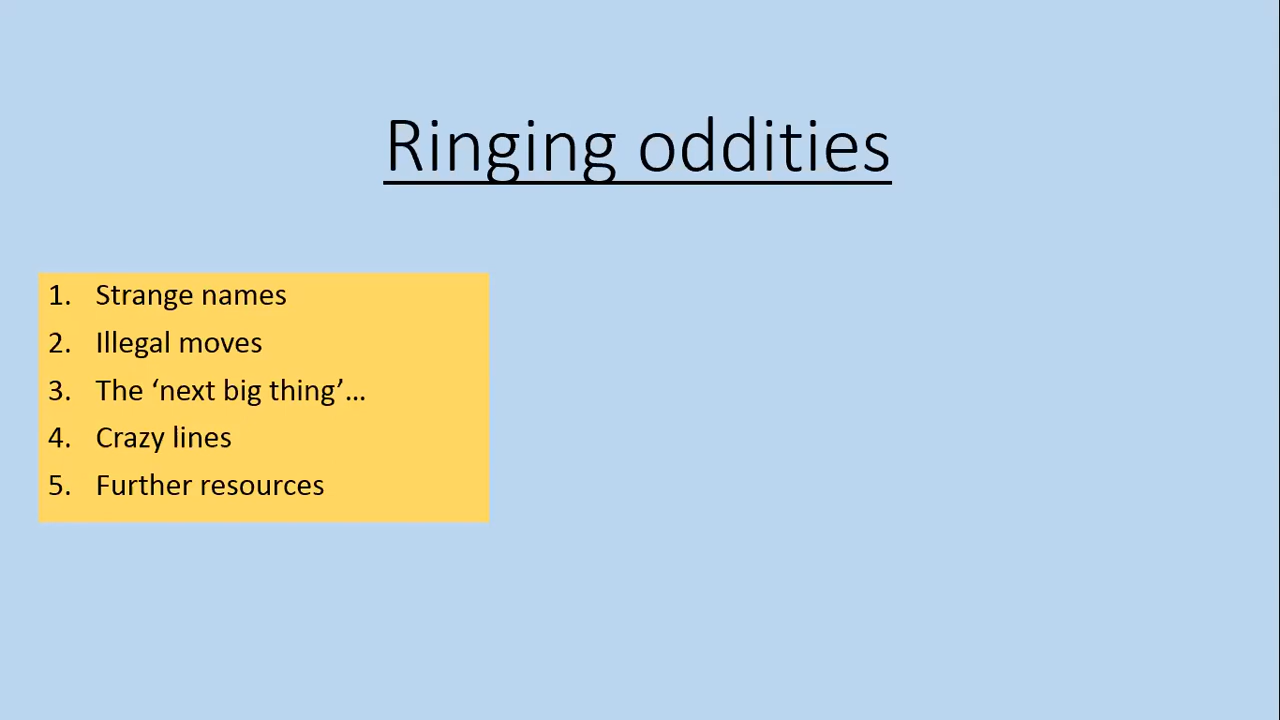 Ringing oddities
1. Strange names
2. Illegal moves
3. The ‘next big thing’...
4. Crazy lines
5. Further resources